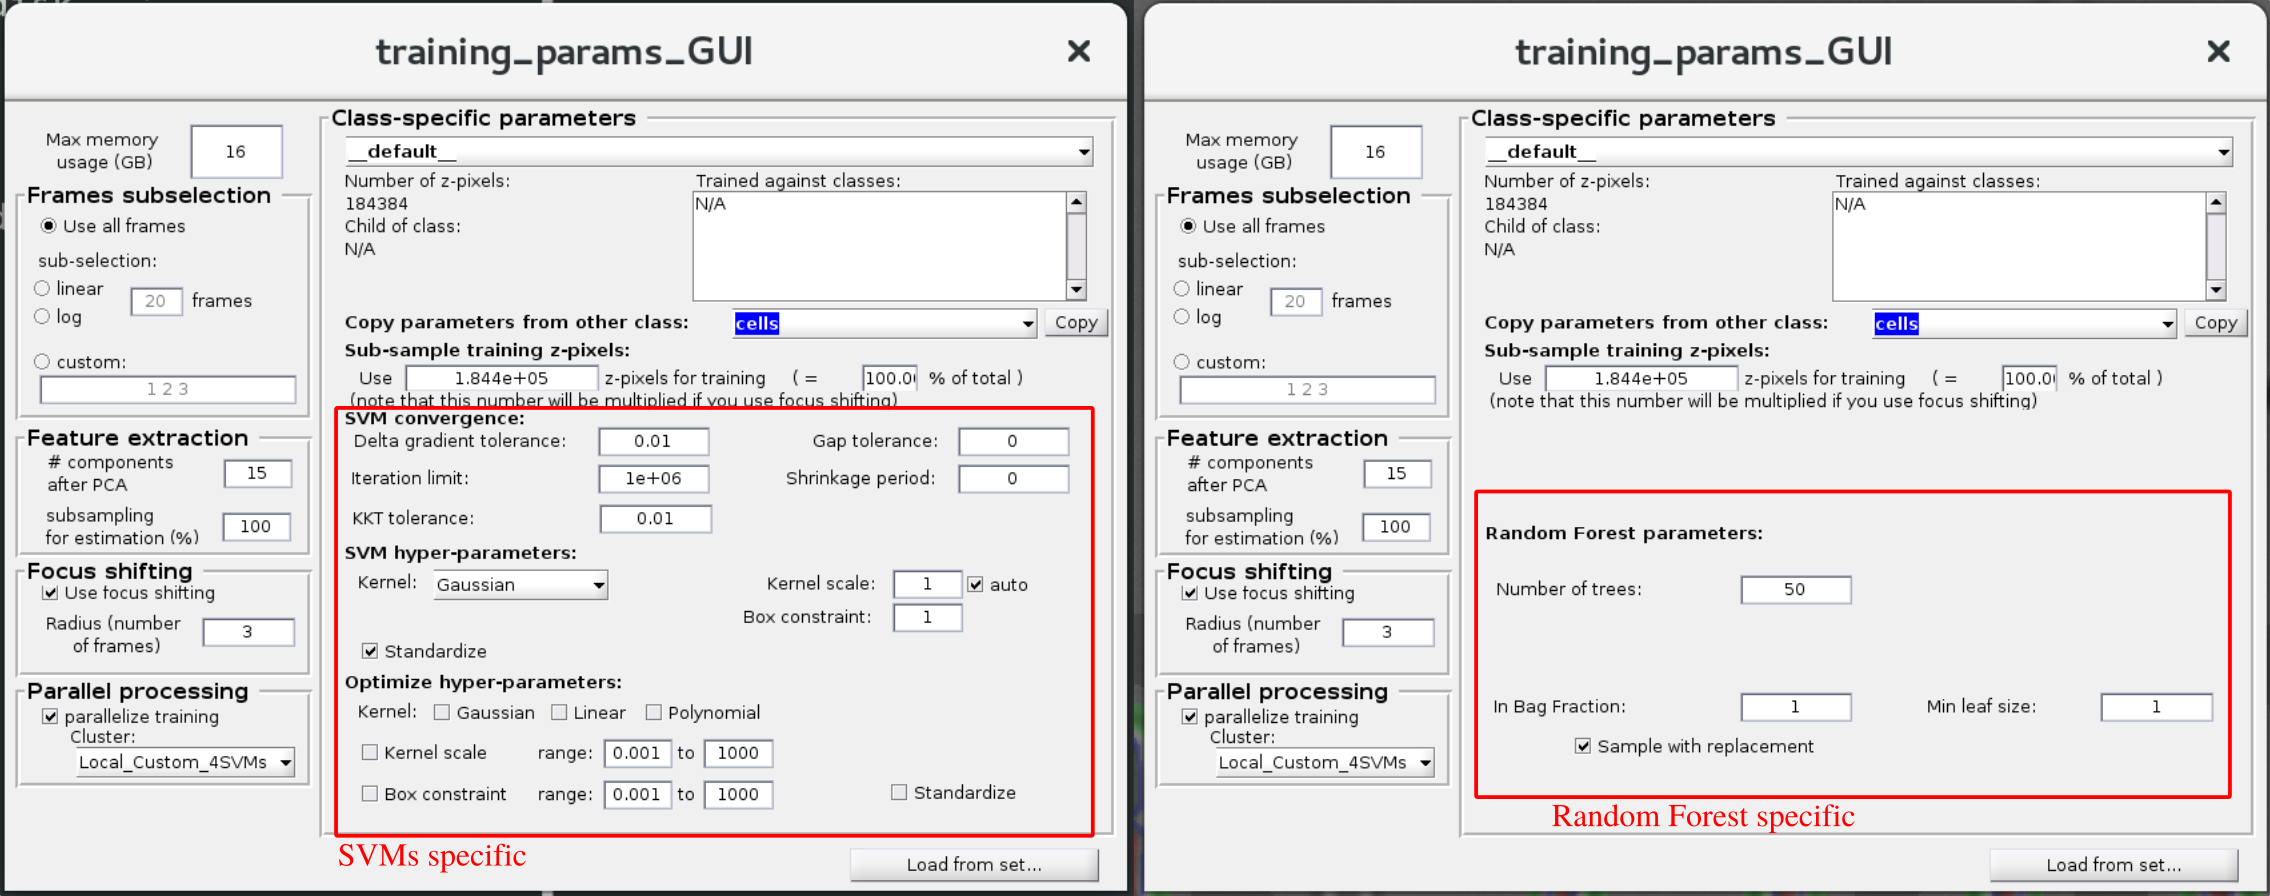 training_params_GUI
Max memory
usage (GB)
16
Frames subselection
Use all frames
sub-selection:
linear
20 frames
log
custom:
1 2 3
Feature extraction
# components
after PCA
15
subsampling
for estimation (%)
100
Focus shifting
Use focus shifting
Radius (number
of frames)
3
Parallel processing
parallelize training
Cluster:
Local_Custom_4SVMs
Class-specific parameters
__default__
Number of z-pixels:
184384
Child of class:
N/A
Trained against classes:
N/A
Copy parameters from other class: cells Copy
Sub-sample training z-pixels:
Use 1.844e+05 z-pixels for training ( = 100.0 % of total )
(note that this number will be multiplied if you use focus shifting)
SVM convergence:
Delta gradient tolerance: 0.01 Gap tolerance: 0
Iteration limit: 1e+06 Shrinkage period: 0
KKT tolerance: 0.01
SVM hyper-parameters:
Kernel: Gaussian Kernel scale: 1 auto
Box constraint: 1
Standardize
Optimize hyper-parameters:
Kernel: Gaussian Linear Polynomial
Kernel scale range: 0.001 to 1000
Box constraint range: 0.001 to 1000 Standardize
SVMs specific
Load from set...
training_params_GUI
Max memory
usage (GB)
16
Frames subselection
Use all frames
sub-selection:
linear
20 frames
log
custom:
1 2 3
Feature extraction
# components
after PCA
15
subsampling
for estimation (%)
100
Focus shifting
Use focus shifting
Radius (number
of frames)
3
Parallel processing
parallelize training
Cluster:
Local_Custom_4SVMs
Class-specific parameters
__default__
Number of z-pixels:
184384
Child of class:
N/A
Trained against classes:
N/A
Copy parameters from other class: cells Copy
Sub-sample training z-pixels:
Use 1.844e+05 z-pixels for training ( = 100.0 % of total )
(note that this number will be multiplied if you use focus shifting)
Random Forest parameters:
Number of trees: 50
In Bag Fraction: 1 Min leaf size: 1
Sample with replacement
Random Forest specific
Load from set...